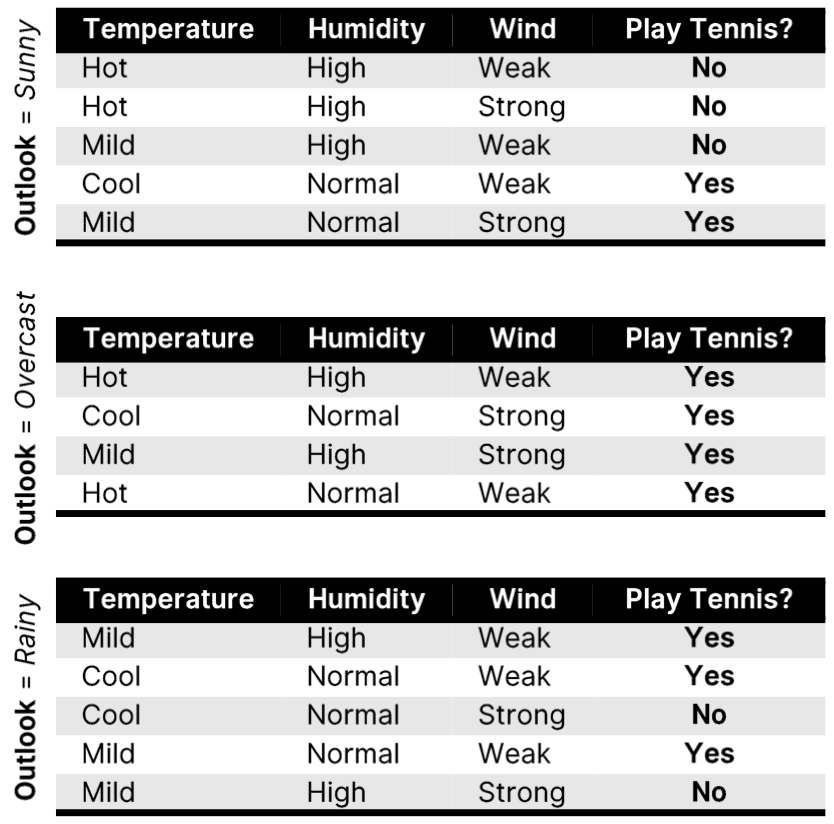 Outlook = Sunny
Temperature Humidity Wind Play Tennis?
Hot High Weak No
Hot High Strong No
Mild High Weak No
Cool Normal Weak Yes
Mild Normal Strong Yes
Outlook = Overcast
Temperature Humidity Wind Play Tennis?
Hot High Weak Yes
Cool Normal Strong Yes
Mild High Strong Yes
Hot Normal Weak Yes
Outlook = Rainy
Temperature Humidity Wind Play Tennis?
Mild High Weak Yes
Cool Normal Weak Yes
Cool Normal Strong No
Mild Normal Weak Yes
Mild High Strong No